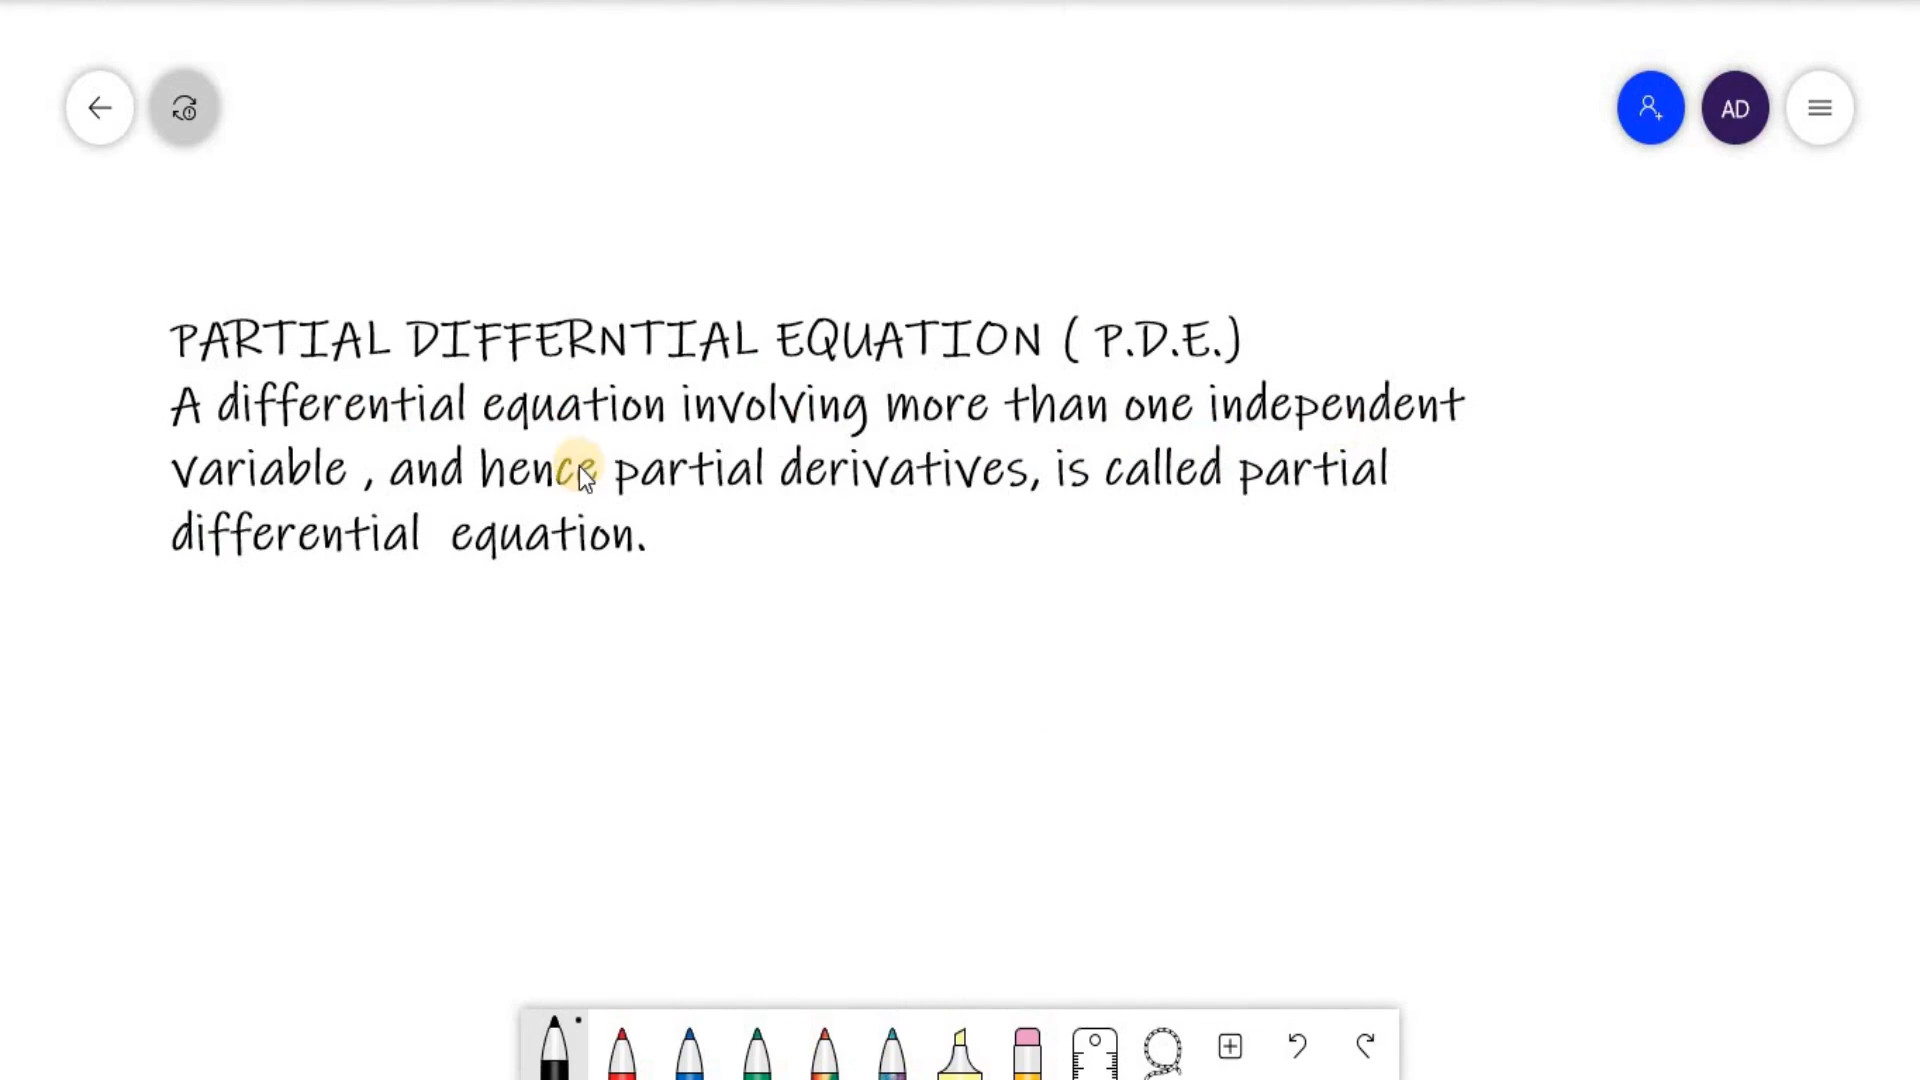 AD
PARTIAL DIFFERNTIAL EQUATION ( P.D.E.)
A differential equation involving more than one independent
variable , and hence partial derivatives, is called partial
differential equation.